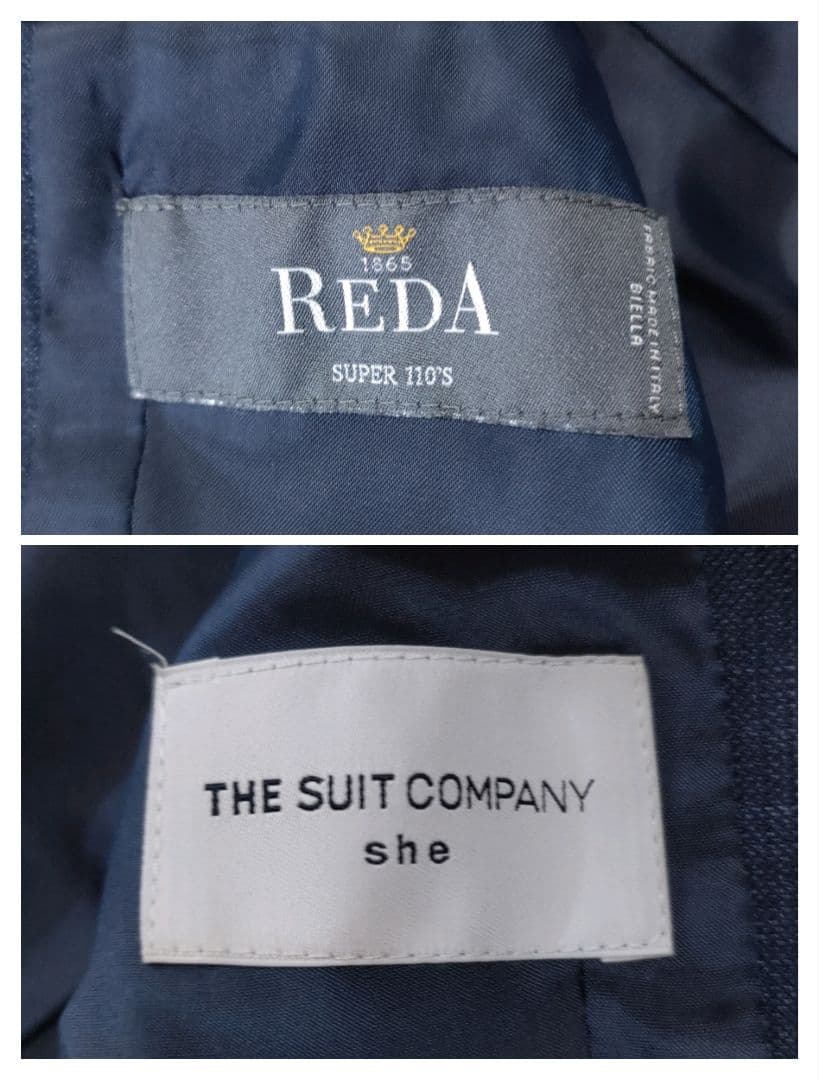 1865
REDA
SUPER 110'S
FABRIC MADE IN ITALY
BIELLA
THE SUIT COMPANY
she